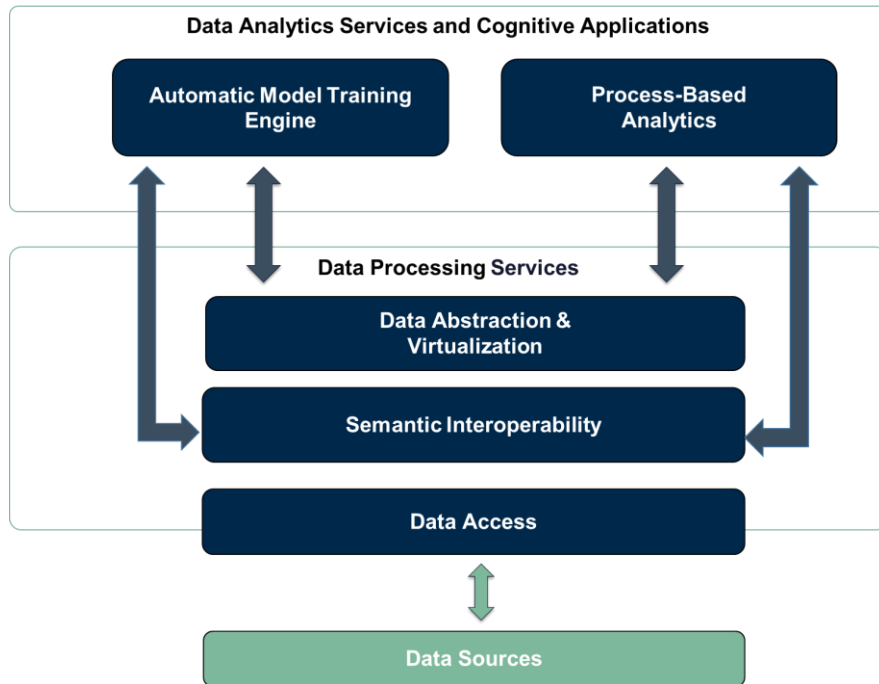 Data Analytics Services and Cognitive Applications
Automatic Model Training
Engine
Process-Based
Analytics
Data Processing Services
Data Abstraction &
Virtualization
Semantic Interoperability
Data Access
Data Sources